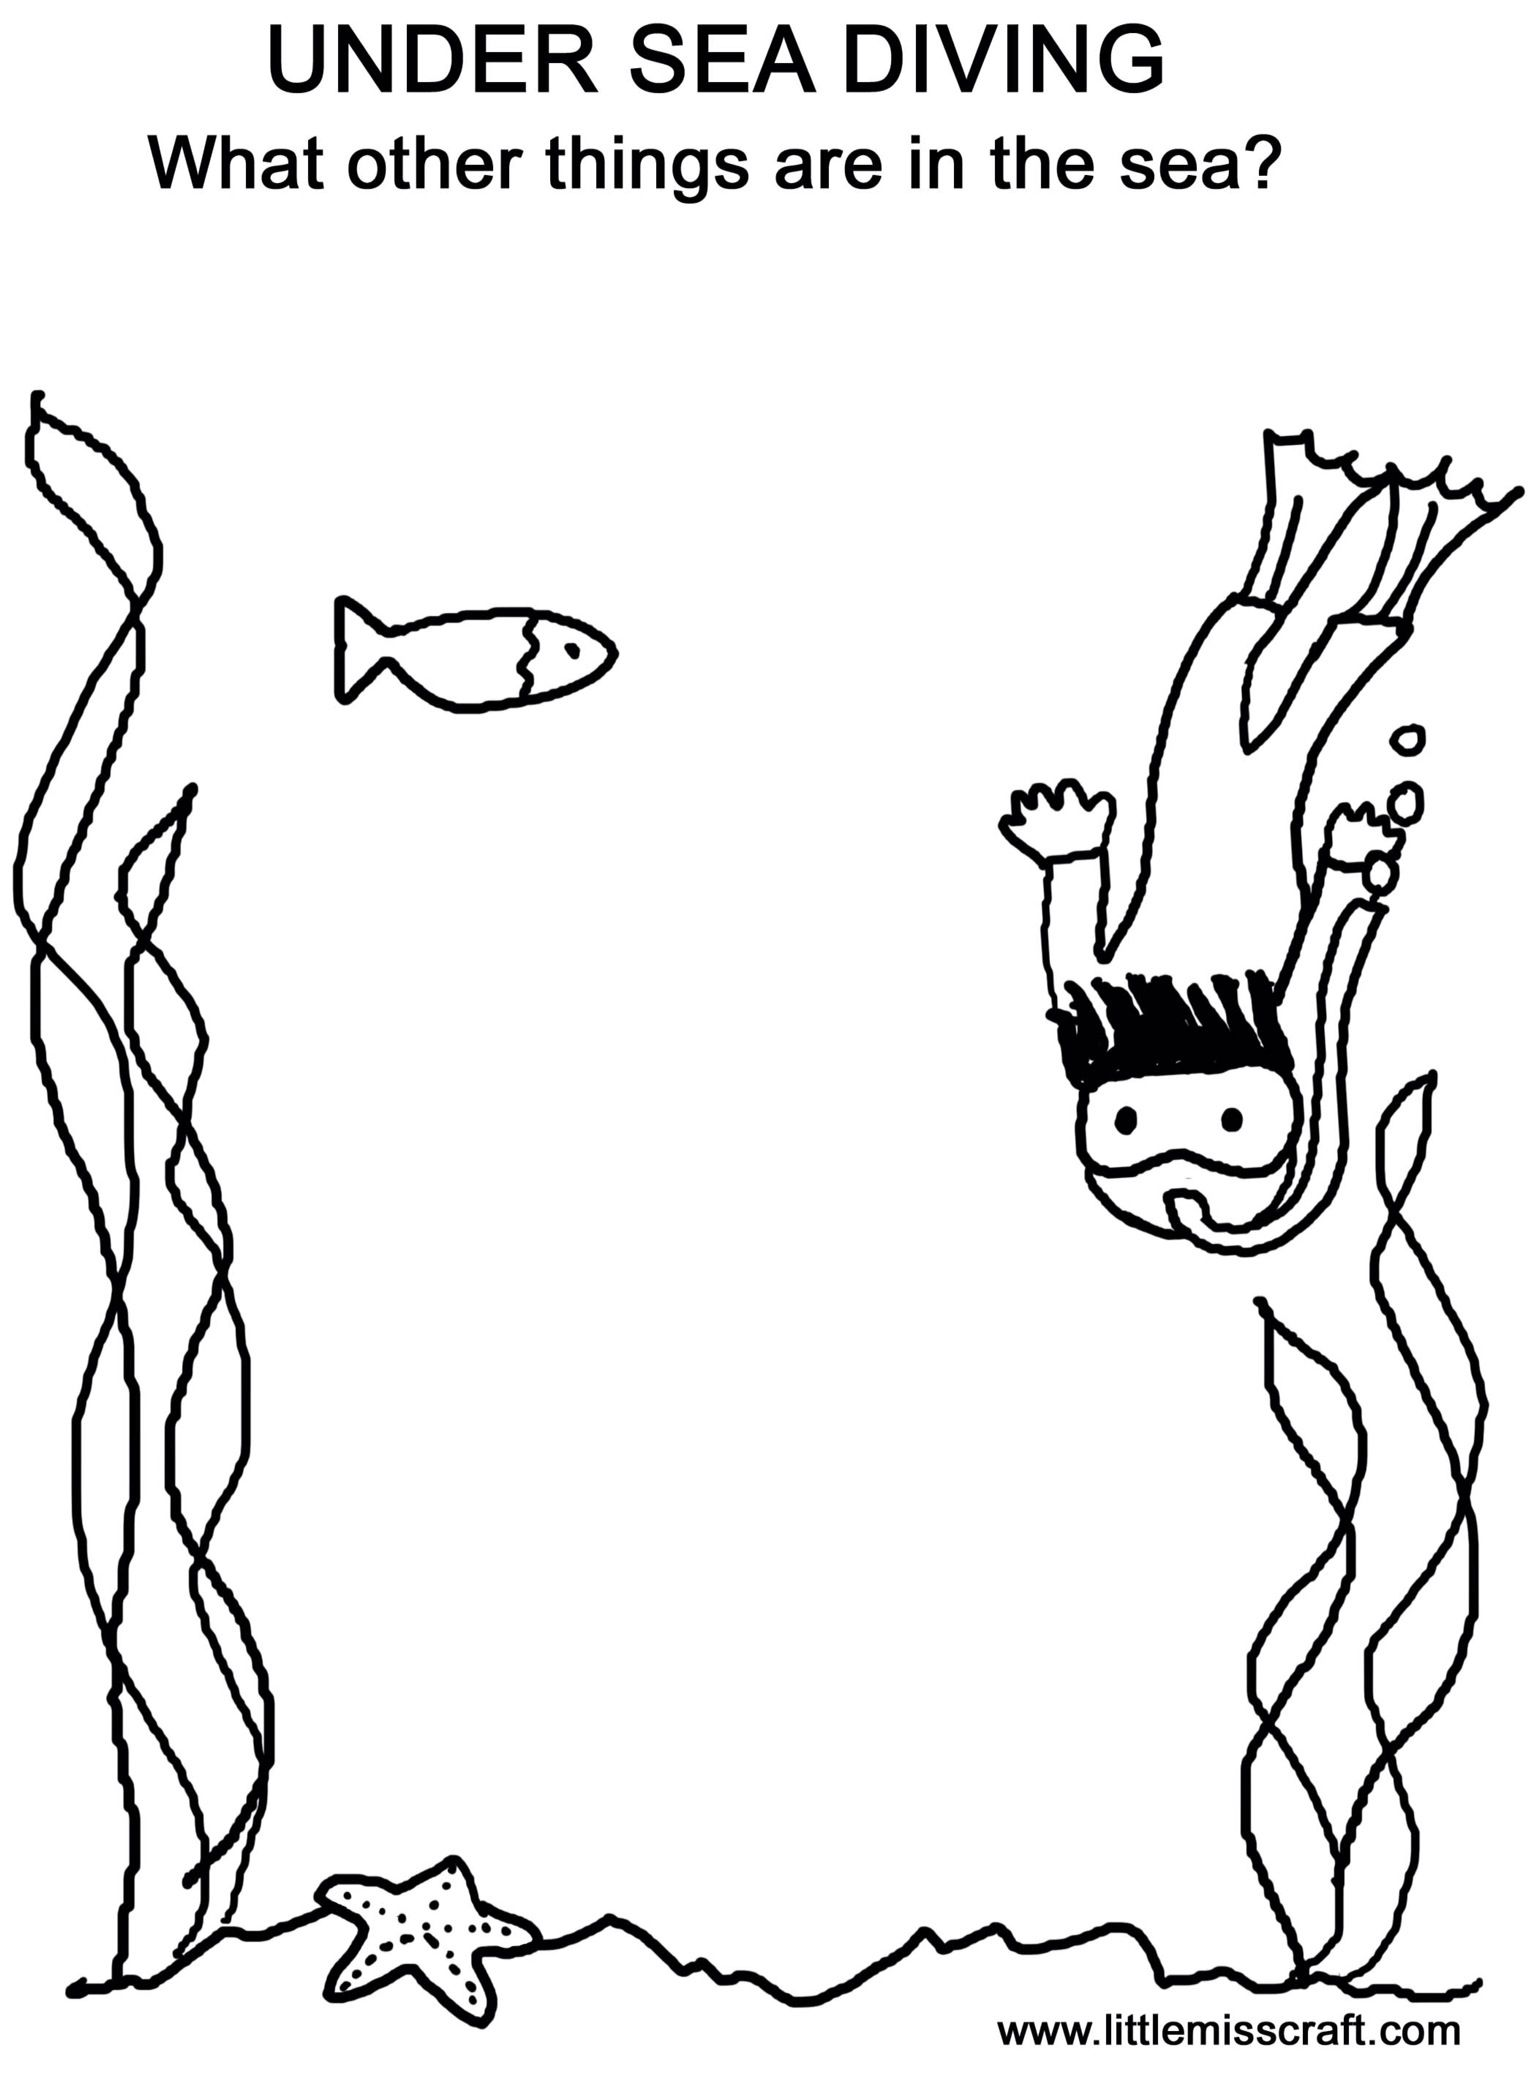 UNDER SEA DIVING
What other things are in the sea?
www.littlemisscraft.com